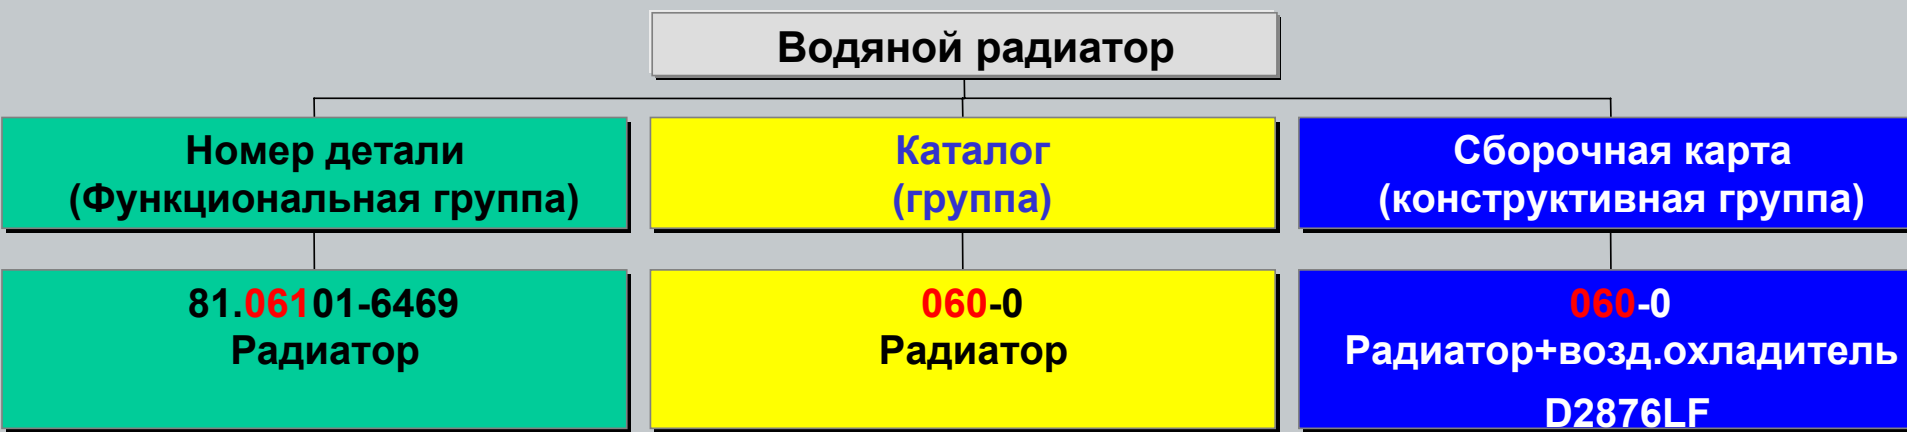 Водяной радиатор
Номер детали
(Функциональная группа)
Каталог
(группа)
Сборочная карта
(конструктивная группа)
81.06101-6469
Радиатор
060-0
Радиатор
060-0
Радиатор+возд.охладитель
D2876LF